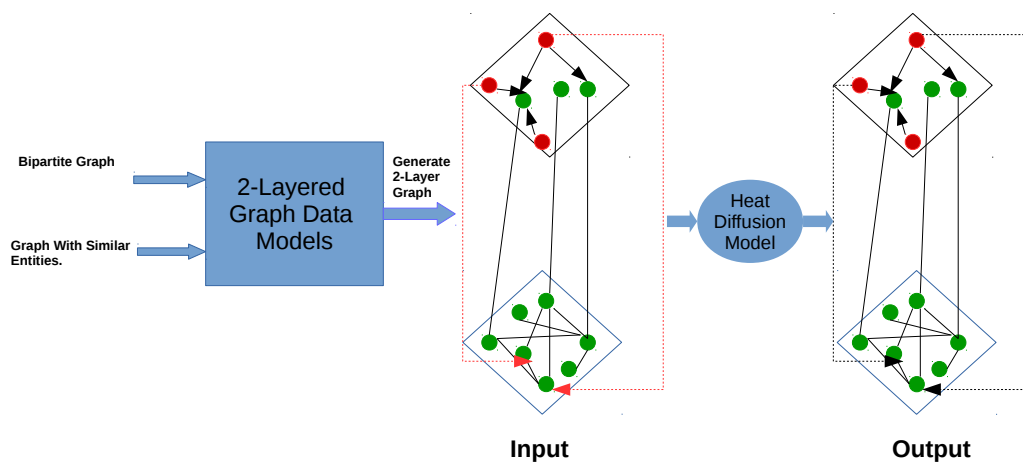 Bipartite Graph
Graph With Similar
Entities.
2-Layered
Graph Data
Models
Generate
2-Layer
Graph
Heat
Diffusion
Model
Input
Output